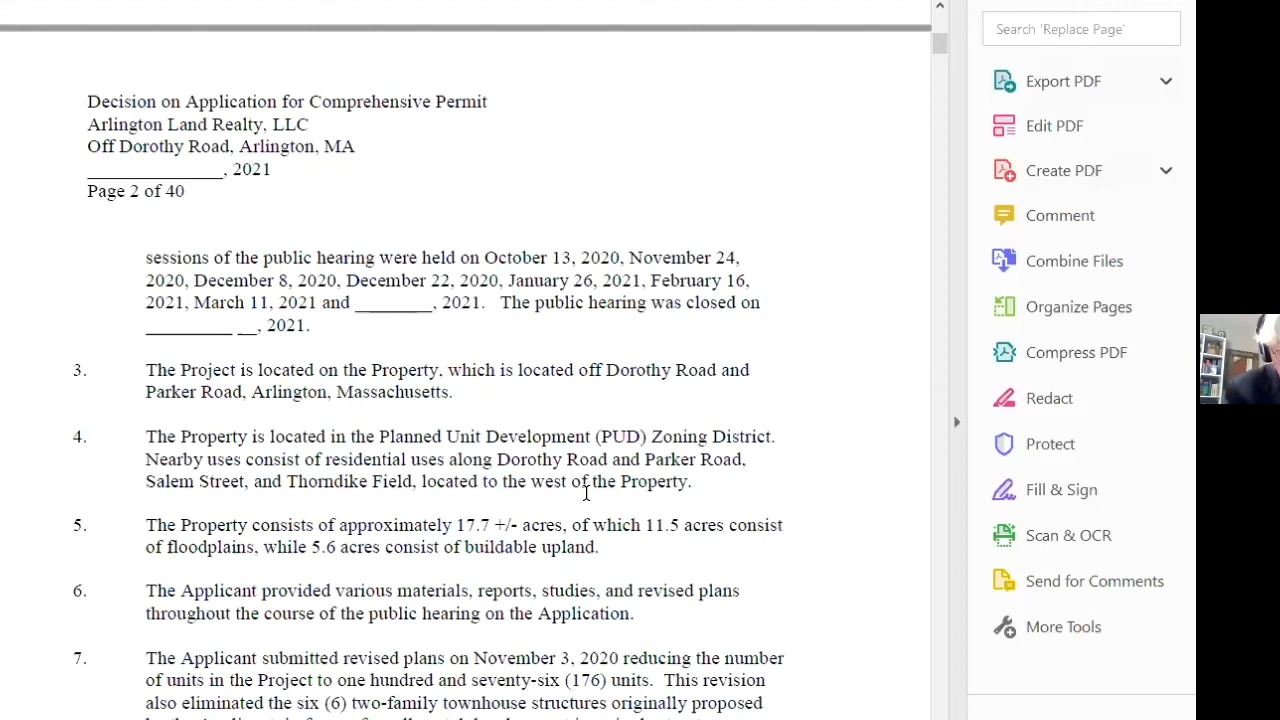 Decision on Application for Comprehensive Permit
Arlington Land Realty, LLC
Off Dorothy Road, Arlington, MA
_______________, 2021
Page 2 of 40
sessions of the public hearing were held on October 13, 2020, November 24,
2020, December 8, 2020, December 22, 2020, January 26, 2021, February 16,
2021, March 11, 2021 and ________, 2021. The public hearing was closed on
_________ __, 2021.
3. The Project is located on the Property, which is located off Dorothy Road and
Parker Road, Arlington, Massachusetts.
4. The Property is located in the Planned Unit Development (PUD) Zoning District.
Nearby uses consist of residential uses along Dorothy Road and Parker Road,
Salem Street, and Thorndike Field, located to the west of the Property.
5. The Property consists of approximately 17.7 +/- acres, of which 11.5 acres consist
of floodplains, while 5.6 acres consist of buildable upland.
6. The Applicant provided various materials, reports, studies, and revised plans
throughout the course of the public hearing on the Application.
7. The Applicant submitted revised plans on November 3, 2020 reducing the number
of units in the Project to one hundred and seventy-six (176) units. This revision
also eliminated the six (6) two-family townhouse structures originally proposed
Search 'Replace Page'
Export PDF
Edit PDF
Create PDF
Comment
Combine Files
Organize Pages
Compress PDF
Redact
Protect
Fill & Sign
Scan & OCR
Send for Comments
More Tools